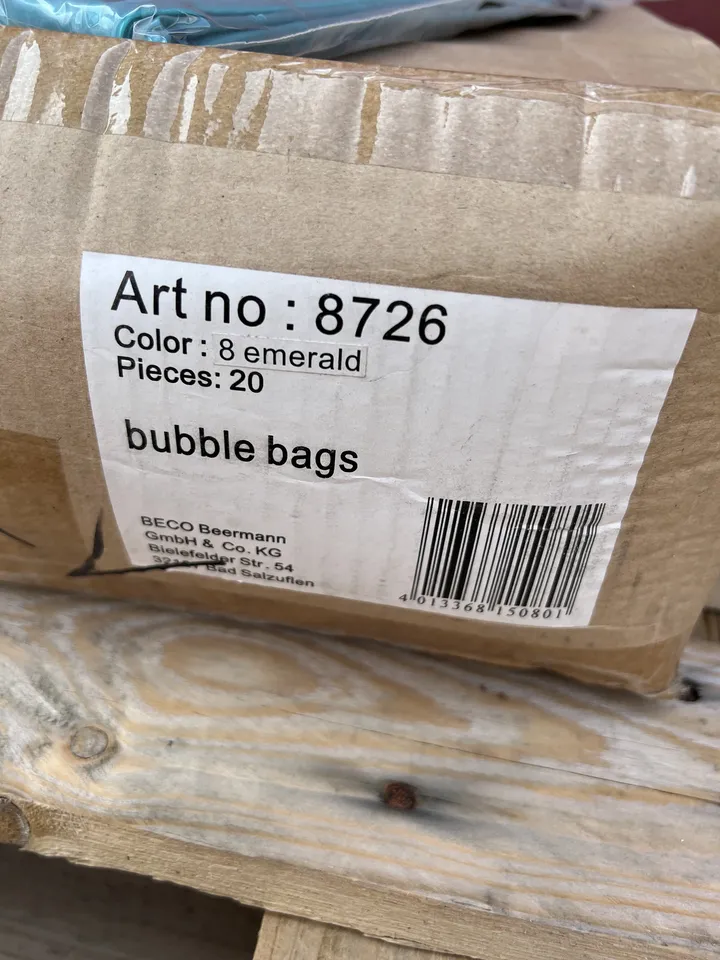 Art no : 8726
Color : 8 emerald
Pieces: 20
bubble bags
BECO Beermann
GmbH & Co. KG
Bielefelder Str. 54
Bad Salzuflen
4 013368 150801